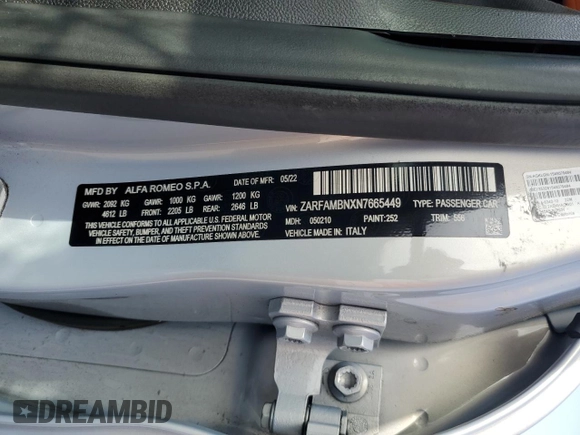 MFD BY ALFA ROMEO S.P.A. DATE OF MFD 05/22
GVWR: 2092 KG GAWR: 1000 KG GAWR: 1200 KG
4612 LB FRONT: 2205 LB REAR: 2646 LB
THIS CONFORMS TO ALL APPLICABLE U.S.A. FEDERAL MOTOR
VEHICLE SAFETY, BUMPER, AND THEFT PREVENTION STANDARDS
IN EFFECT ON THE DATE OF MANUFACTURE SHOWN ABOVE.
VIN: ZARFAMBNXN7665449 TYPE: PASSENGER CAR
MDH: 050210 PAINT: 252 TRIM: 556
VEHICLE MADE IN: ITALY
DREAMBID